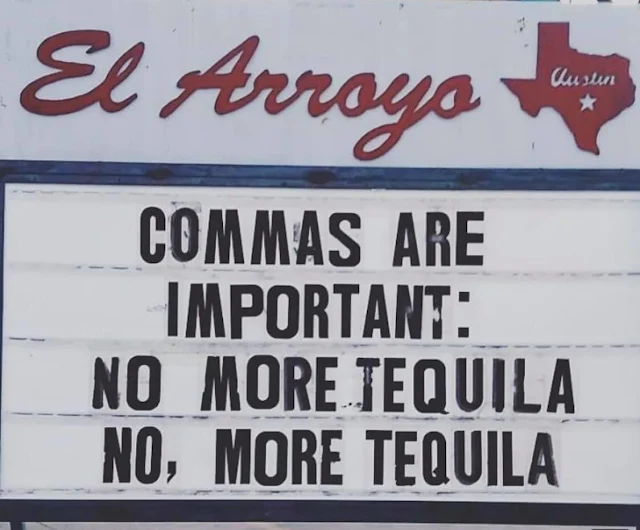 El Arroyo
Austin
COMMAS ARE
IMPORTANT:
NO MORE TEQUILA
NO, MORE TEQUILA